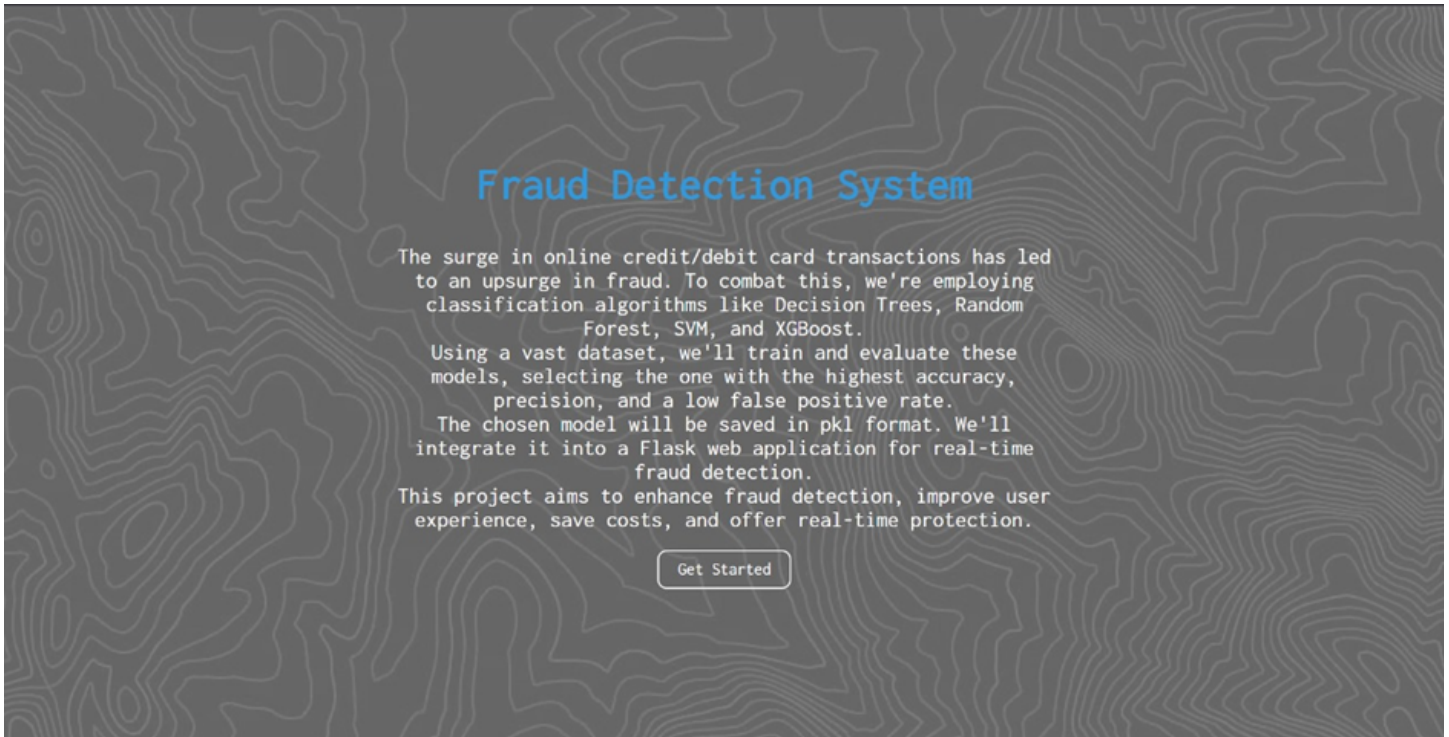 Fraud Detection System
The surge in online credit/debit card transactions has led
to an upsurge in fraud. To combat this, we're employing
classification algorithms like Decision Trees, Random
Forest, SVM, and XGBoost.
Using a vast dataset, we'll train and evaluate these
models, selecting the one with the highest accuracy,
precision, and a low false positive rate.
The chosen model will be saved in pkl format. We'll
integrate it into a Flask web application for real-time
fraud detection.
This project aims to enhance fraud detection, improve user
experience, save costs, and offer real-time protection.
Get Started